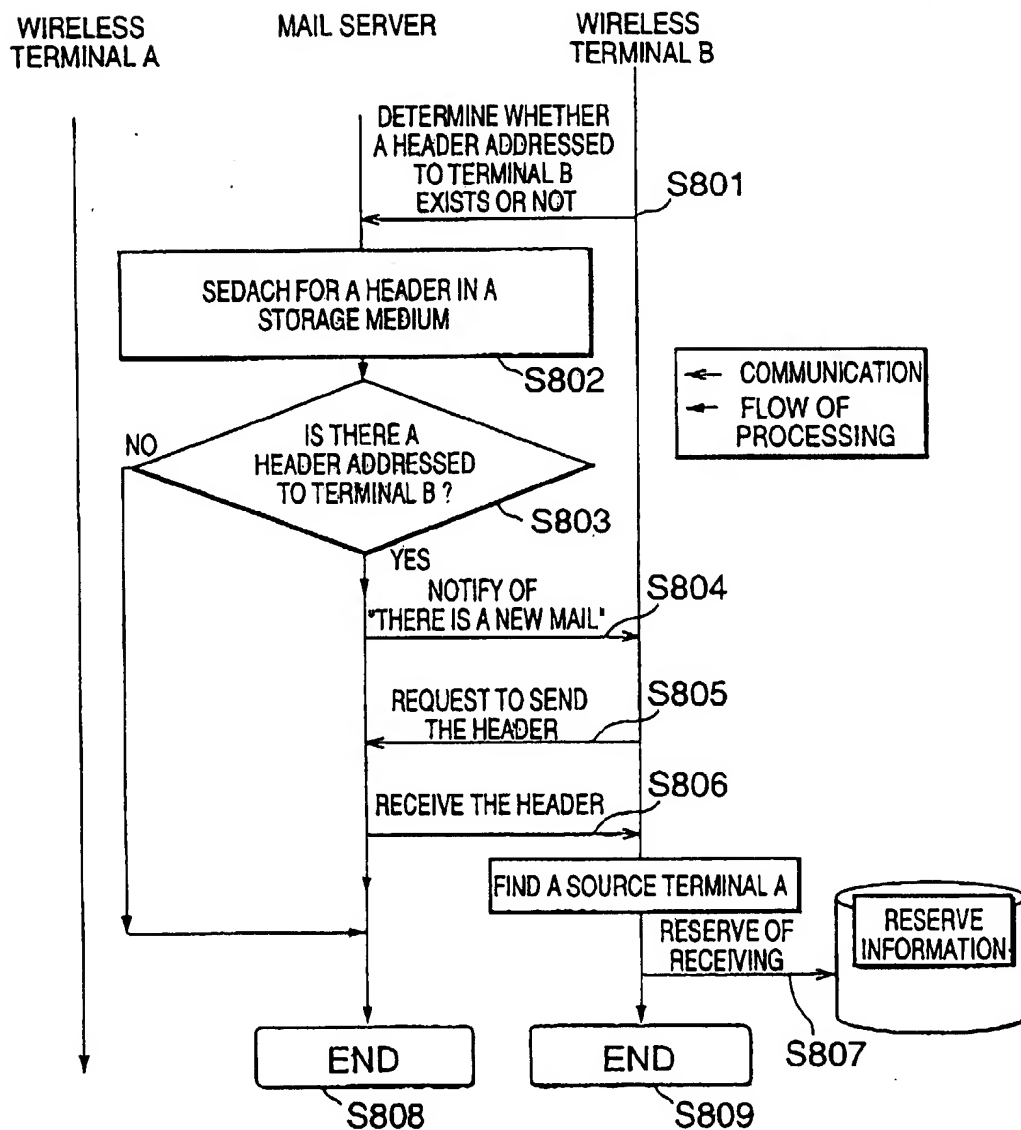 WIRELESS
TERMINAL A
MAIL SERVER
WIRELESS
TERMINAL B
DETERMINE WHETHER
A HEADER ADDRESSED
TO TERMINAL B
EXISTS OR NOT
S801
SEDACH FOR A HEADER IN A
STORAGE MEDIUM
S802
COMMUNICATION
FLOW OF
PROCESSING
NO
IS THERE A
HEADER ADDRESSED
TO TERMINAL B ?
S803
YES
NOTIFY OF
"THERE IS A NEW MAIL"
S804
REQUEST TO SEND
THE HEADER
S805
RECEIVE THE HEADER
S806
FIND A SOURCE TERMINAL A
RESERVE OF
RECEIVING
RESERVE
INFORMATION
S807
END
S808
END
S809